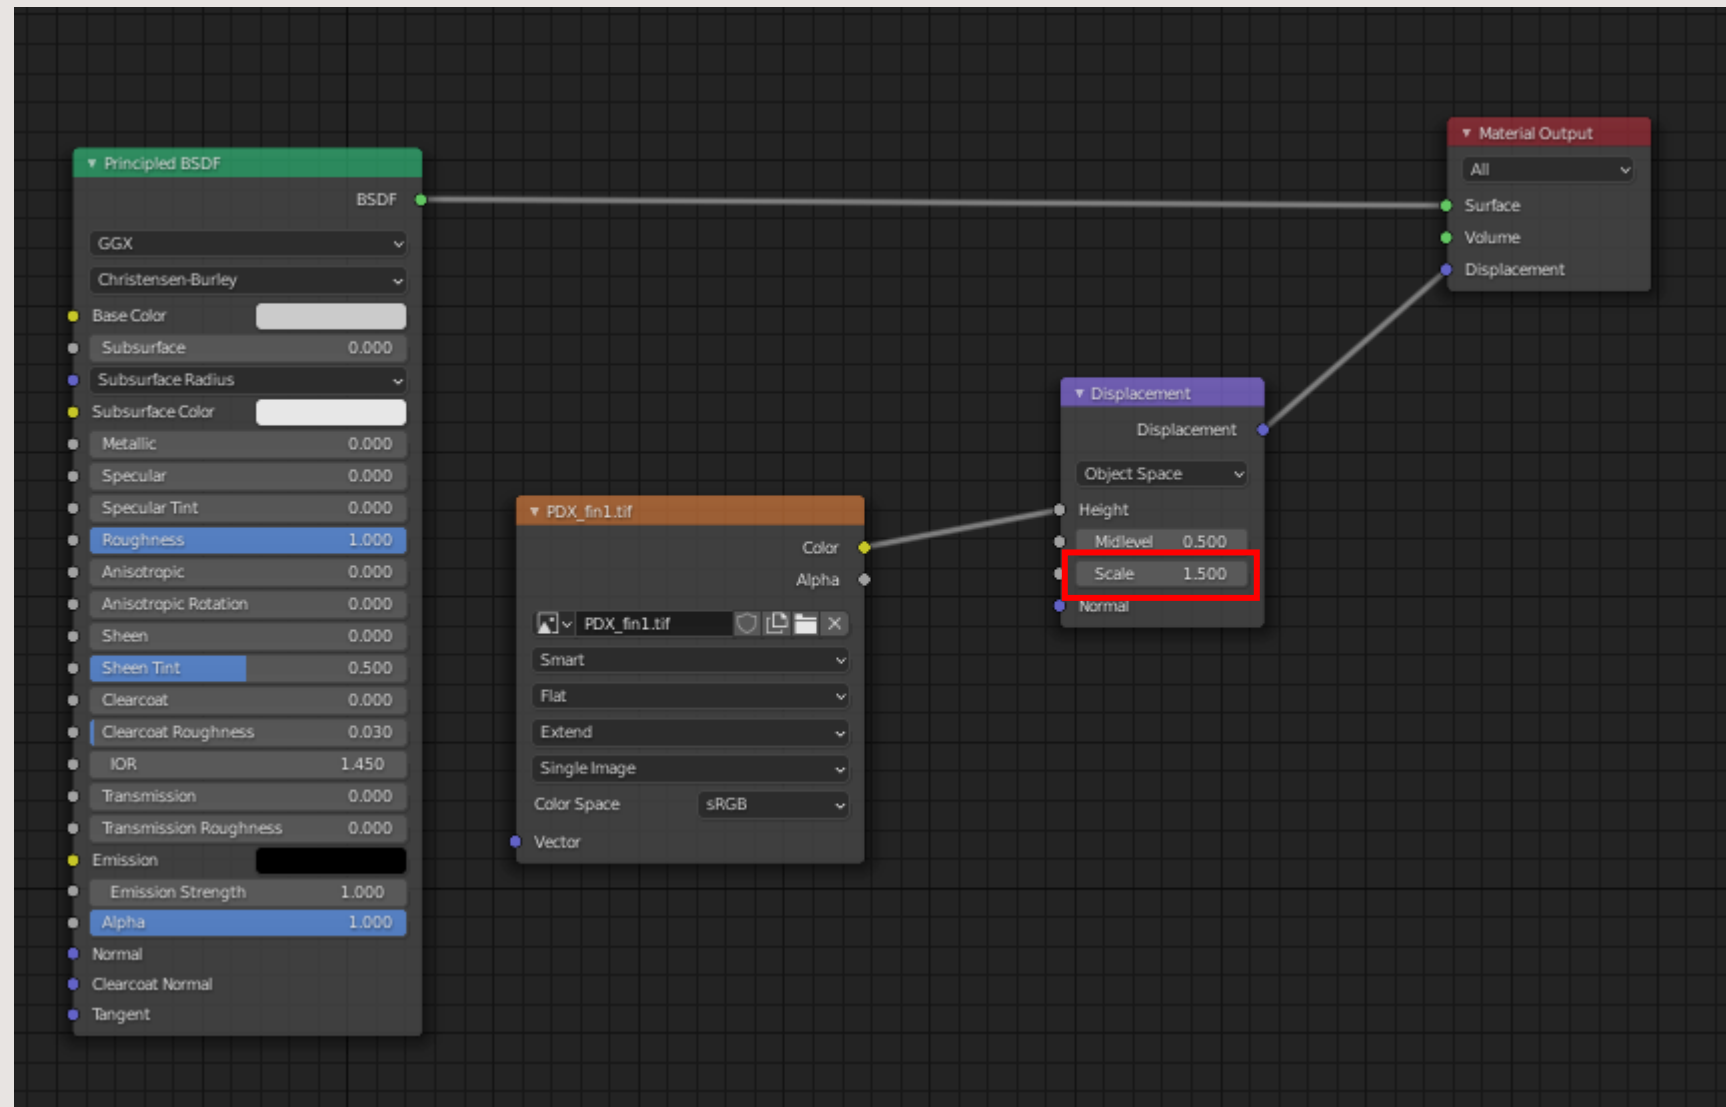 Principled BSDF
BSDF
GGX
Christensen-Burley
Base Color
Subsurface 0.000
Subsurface Radius
Subsurface Color
Metallic 0.000
Specular 0.000
Specular Tint 0.000
Roughness 1.000
Anisotropic 0.000
Anisotropic Rotation 0.000
Sheen 0.000
Sheen Tint 0.500
Clearcoat 0.000
Clearcoat Roughness 0.030
IOR 1.450
Transmission 0.000
Transmission Roughness 0.000
Emission
Emission Strength 1.000
Alpha 1.000
Normal
Clearcoat Normal
Tangent
PDX_fin1.tif
Color
Alpha
PDX_fin1.tif
Smart
Flat
Extend
Single Image
Color Space sRGB
Vector
Displacement
Displacement
Object Space
Height
Midlevel 0.500
Scale 1.500
Normal
Material Output
All
Surface
Volume
Displacement